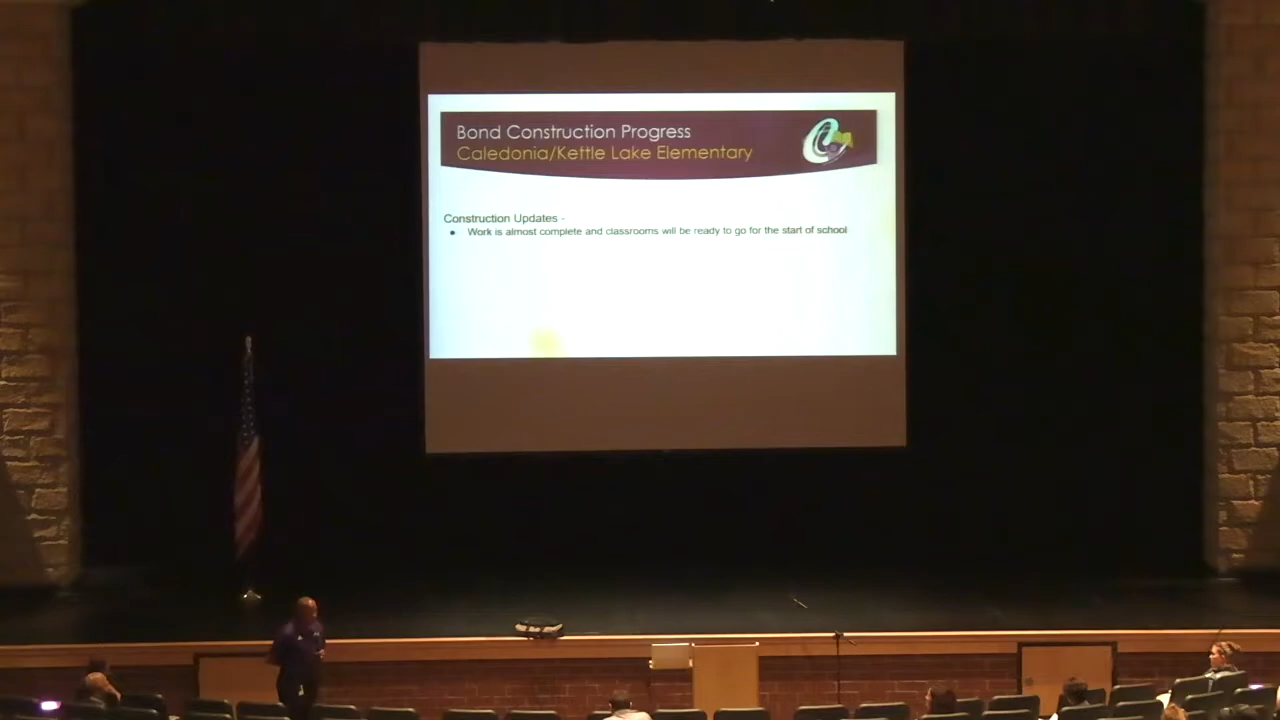 Bond Construction Progress
Caledonia/Kettle Lake Elementary
Construction Updates -
● Work is almost complete and classrooms will be ready to go for the start of school